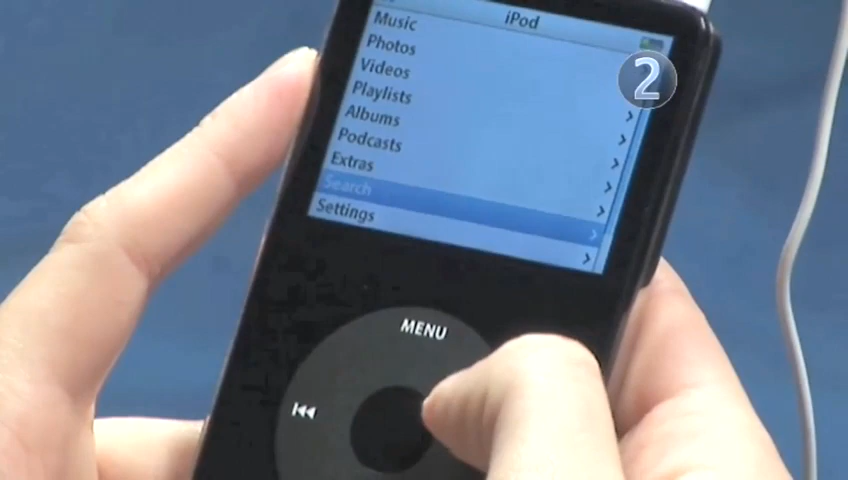 iPod
Music
Photos
Videos
Playlists
Albums
Podcasts
Extras
Search
Settings
2
MENU